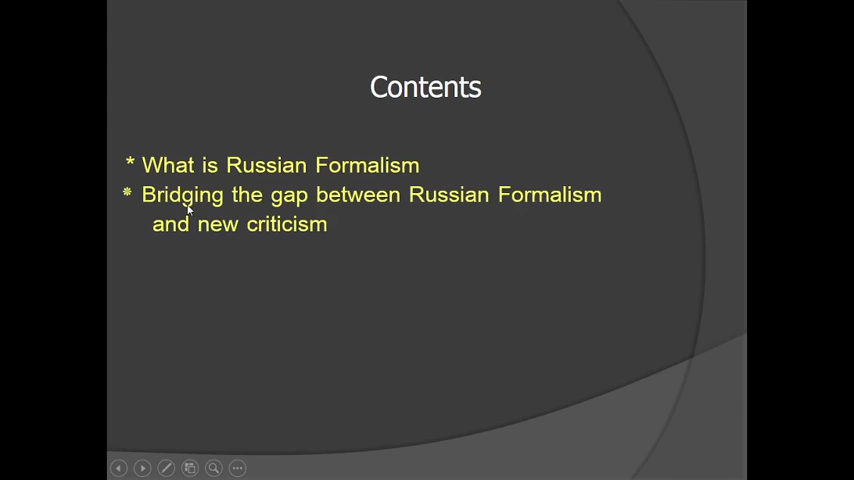 Contents
* What is Russian Formalism
* Bridging the gap between Russian Formalism
and new criticism